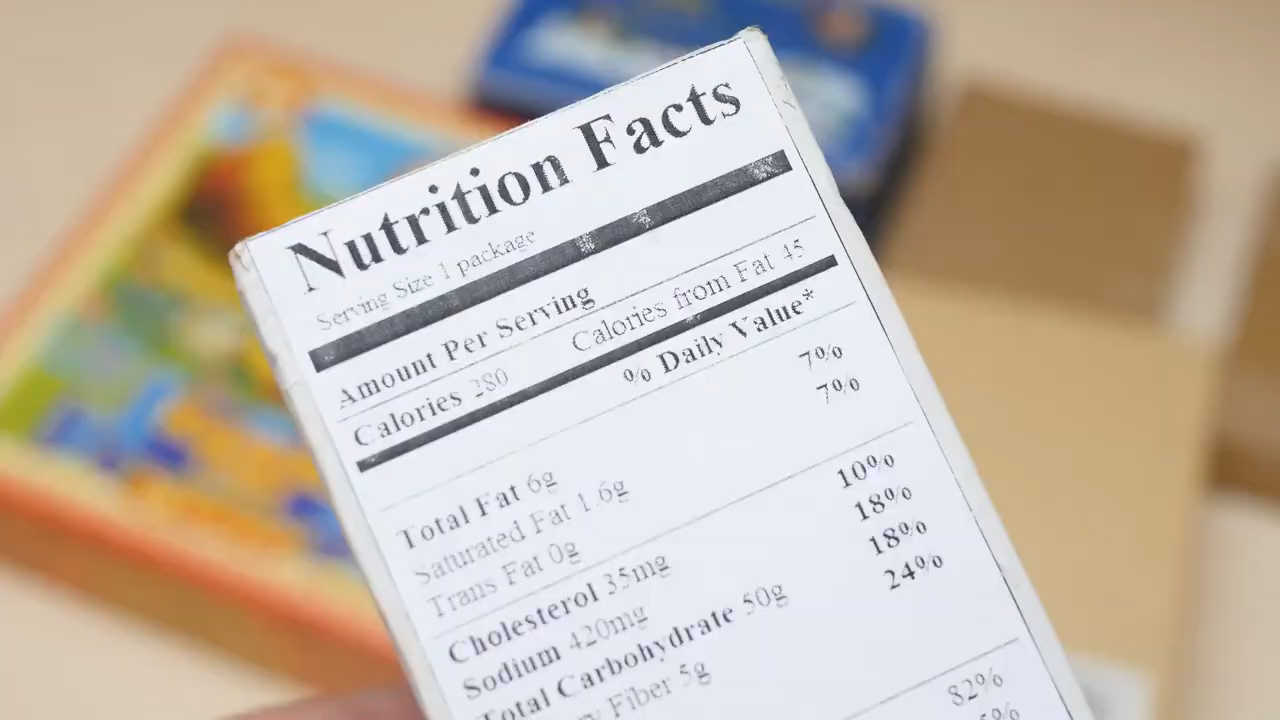 Nutrition Facts
Serving Size 1 package
Amount Per Serving
Calories 280 Calories from Fat 45
% Daily Value*
Total Fat 6g 7%
Saturated Fat 1.6g 7%
Trans Fat 0g
Cholesterol 35mg 10%
Sodium 420mg 18%
Total Carbohydrate 50g 18%
Fiber 5g 24%
82%